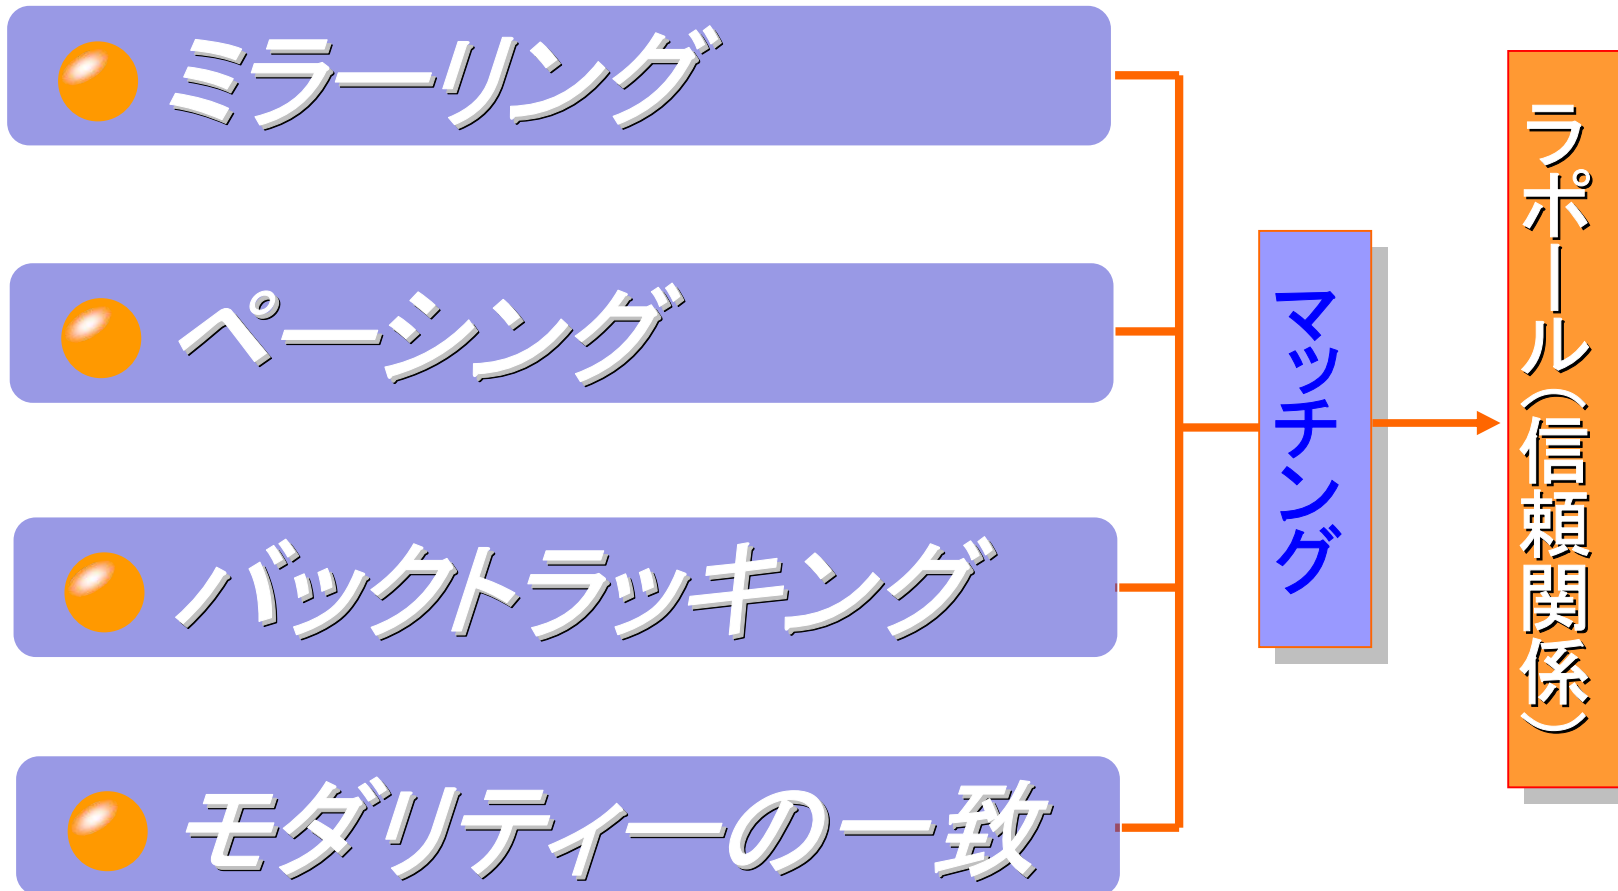 ミラーリング
ペーシング
バックトラッキング
モダリティーの一致
マッチング
ラポール(信頼関係)